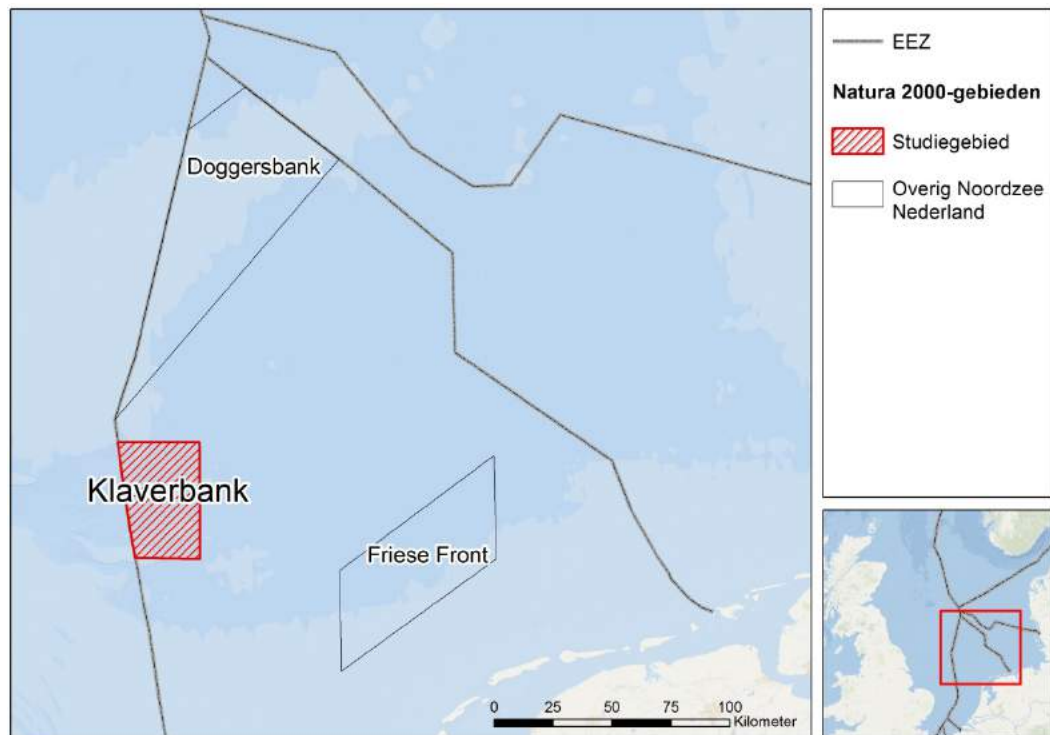 Doggersbank
Klaverbank
Friese Front
0 25 50 75 100
Kilometer
EEZ
Natura 2000-gebieden
Studiegebied
Overig Noordzee
Nederland